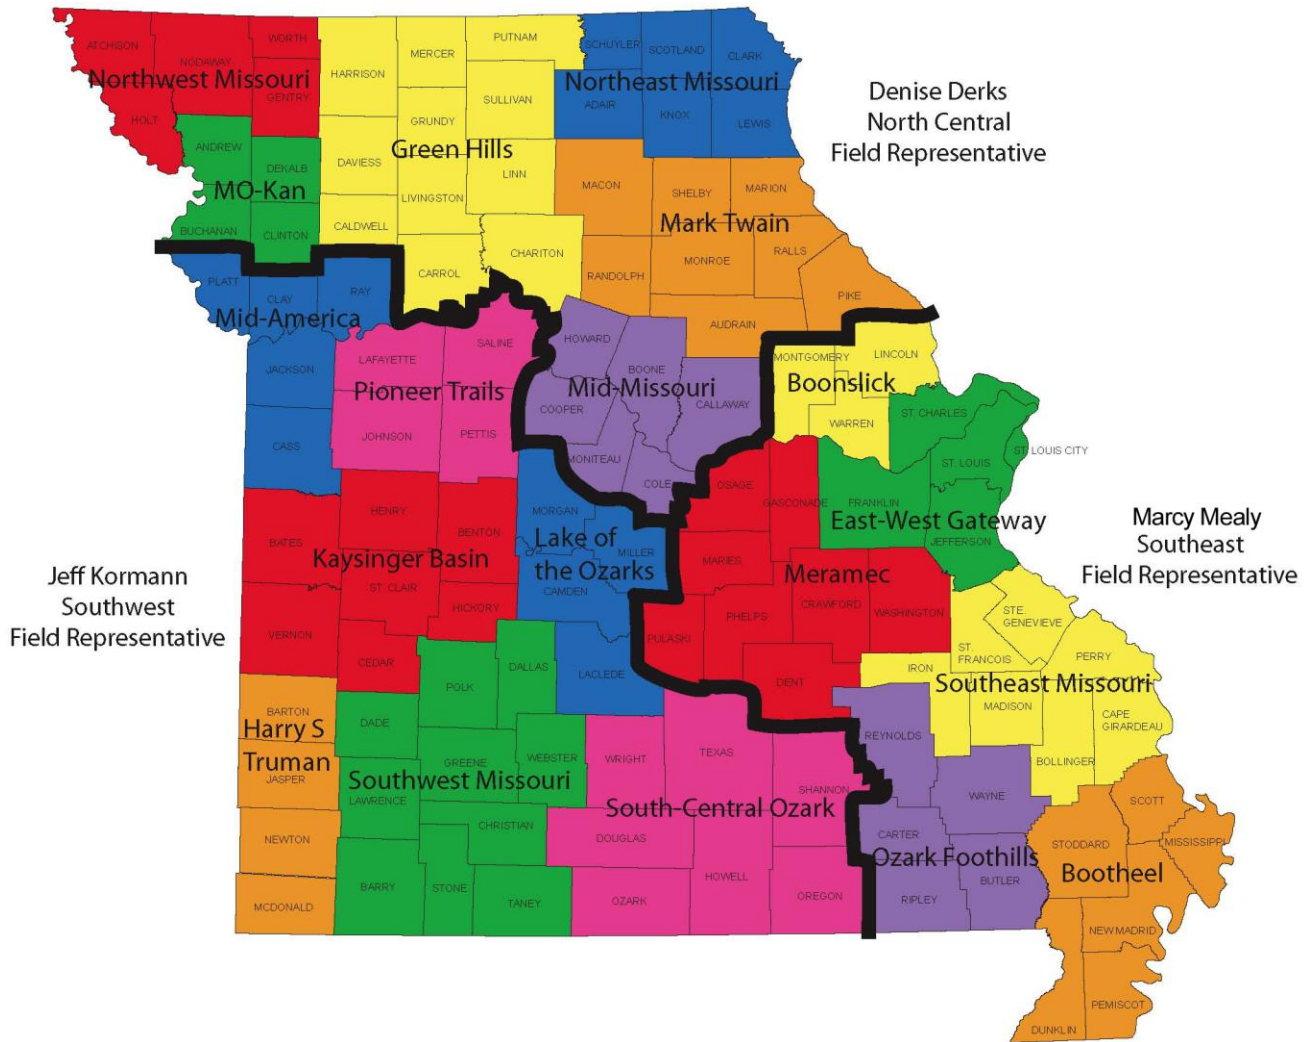 ATCHISON
NODAWAY
WORTH
Northwest Missouri
GENTRY
HOLT
HARRISON
MERCER
PUTNAM
SULLIVAN
GRUNDY
Green Hills
DAVIESS
LINN
LIVINGSTON
CALDWELL
CARROL
CHARITON
SCHUYLER
SCOTLAND
CLARK
Northeast Missouri
ADAIR
KNOX
LEWIS
Denise Derks
North Central
Field Representative
ANDREW
DEKALB
MO-Kan
BUCHANAN
CLINTON
MACON
SHELBY
MARION
Mark Twain
RANDOLPH
MONROE
RALLS
PIKE
AUDRAIN
PLATT
CLAY
RAY
Mid-America
JACKSON
CASS
LAFAYETTE
SALINE
Pioneer Trails
JOHNSON
PETTIS
HOWARD
BOONE
Mid-Missouri
COOPER
CALLAWAY
MONITEAU
COLE
MONTGOMERY
LINCOLN
Boonslick
WARREN
ST. CHARLES
ST. LOUIS
ST. LOUIS CITY
FRANKLIN
East-West Gateway
JEFFERSON
Marcy Mealy
Southeast
Field Representative
Jeff Kormann
Southwest
Field Representative
HENRY
BENTON
BATES
Kaysinger Basin
ST. CLAIR
HICKORY
VERNON
CEDAR
MORGAN
MILLER
Lake of
the Ozarks
CAMDEN
LACLEDE
OSAGE
GASCONADE
MARIES
Meramec
PHELPS
CRAWFORD
WASHINGTON
PULASKI
DENT
STE.
GENEVIEVE
ST.
FRANCOIS
PERRY
IRON
Southeast Missouri
MADISON
CAPE
GIRARDEAU
BOLLINGER
BARTON
Harry S
Truman
JASPER
NEWTON
MCDONALD
DALLAS
POLK
DADE
GREENE
WEBSTER
Southwest Missouri
LAWRENCE
CHRISTIAN
BARRY
STONE
TANEY
WRIGHT
TEXAS
SHANNON
South-Central Ozark
DOUGLAS
HOWELL
OZARK
OREGON
REYNOLDS
WAYNE
CARTER
Ozark Foothills
BUTLER
RIPLEY
SCOTT
STODDARD
MISSISSIPPI
Bootheel
NEW MADRID
PEMISCOT
DUNKLIN